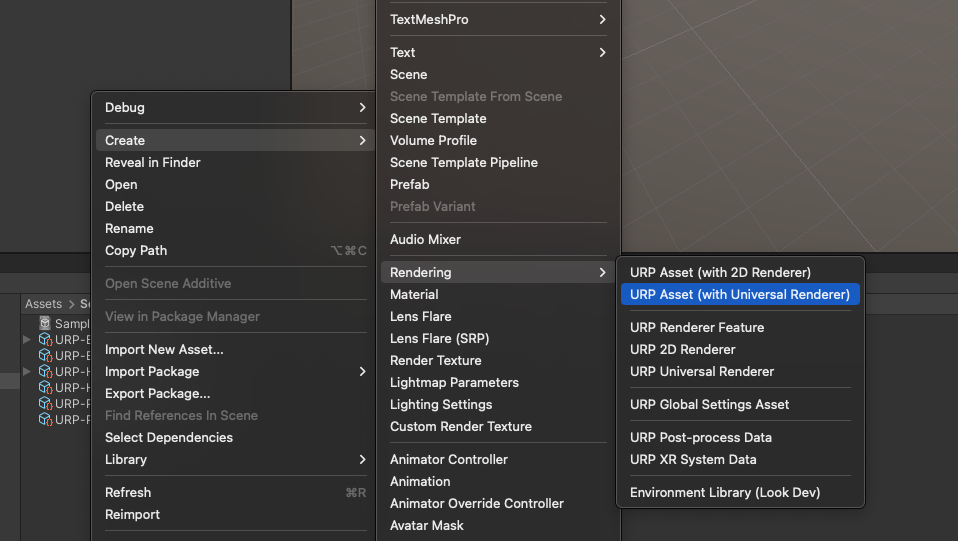 TextMeshPro
Text
Scene
Scene Template From Scene
Scene Template
Volume Profile
Scene Template Pipeline
Prefab
Prefab Variant
Audio Mixer
Rendering
Material
Lens Flare
Lens Flare (SRP)
Render Texture
Lightmap Parameters
Lighting Settings
Custom Render Texture
Animator Controller
Animation
Animator Override Controller
Avatar Mask
Debug
Create
Reveal in Finder
Open
Delete
Rename
Copy Path ⌥⌘C
Open Scene Additive
View in Package Manager
Import New Asset...
Import Package
Export Package...
Find References In Scene
Select Dependencies
Library
Refresh ⌘R
Reimport
URP Asset (with 2D Renderer)
URP Asset (with Universal Renderer)
URP Renderer Feature
URP 2D Renderer
URP Universal Renderer
URP Global Settings Asset
URP Post-process Data
URP XR System Data
Environment Library (Look Dev)
Assets >
Sampl
URP-
URP-
URP-H
URP-H
URP-
URP-